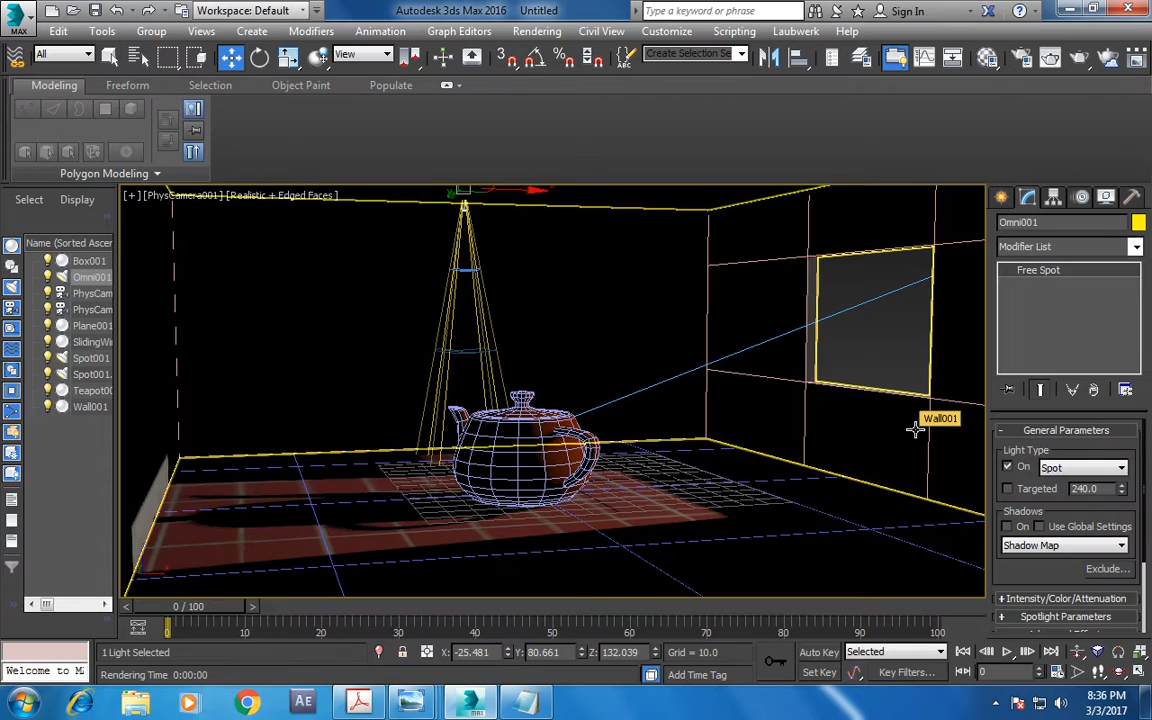 MAX
Workspace: Default
Autodesk 3ds Max 2016 Untitled
Type a keyword or phrase
Sign In
Edit Tools Group Views Create Modifiers Animation Graph Editors Rendering Civil View Customize Scripting Laubwerk Help
All
View
Create Selection Se
Modeling Freeform Selection Object Paint Populate
Polygon Modeling
Select Display
Name (Sorted Ascer
Box001
Omni001
PhysCam
PhysCam
Plane001
SlidingWi
Spot001
Spot001.
Teapot00
Wall001
[+] [PhysCamera001] [Realistic + Edged Faces]
Wall001
Omni001
Modifier List
Free Spot
General Parameters
Light Type
On Spot
Targeted 240.0
Shadows
On Use Global Settings
Shadow Map
Exclude...
Intensity/Color/Attenuation
Spotlight Parameters
0 / 100
0 10 20 30 40 50 60 70 80 90 100
1 Light Selected X: -25.481 Y: 80.661 Z: 132.039 Grid = 10.0 Auto Key Selected
Welcome to M
Rendering Time 0:00:00 Add Time Tag Set Key Key Filters... 0
Ae
MAX
8:36 PM
3/3/2017